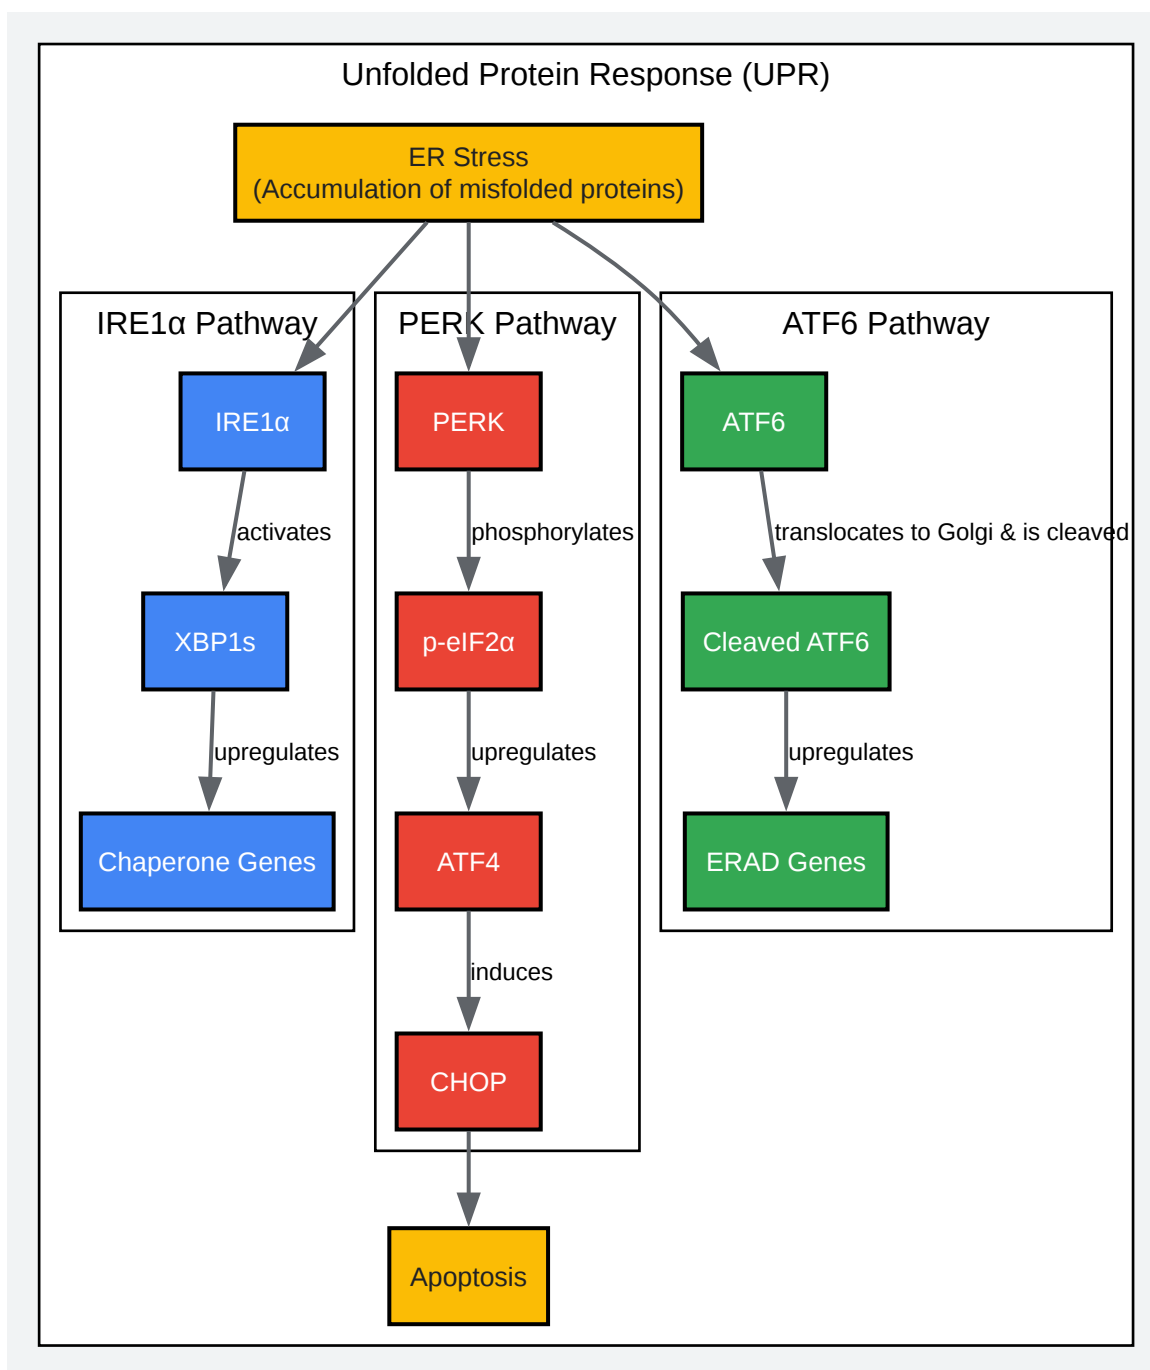 Unfolded Protein Response (UPR)
ER Stress
(Accumulation of misfolded proteins)
IRE1α Pathway
PERK Pathway
ATF6 Pathway
IRE1α
PERK
ATF6
activates
phosphorylates
translocates to Golgi & is cleaved
XBP1s
p-eIF2α
Cleaved ATF6
upregulates
upregulates
upregulates
Chaperone Genes
ATF4
ERAD Genes
induces
CHOP
Apoptosis